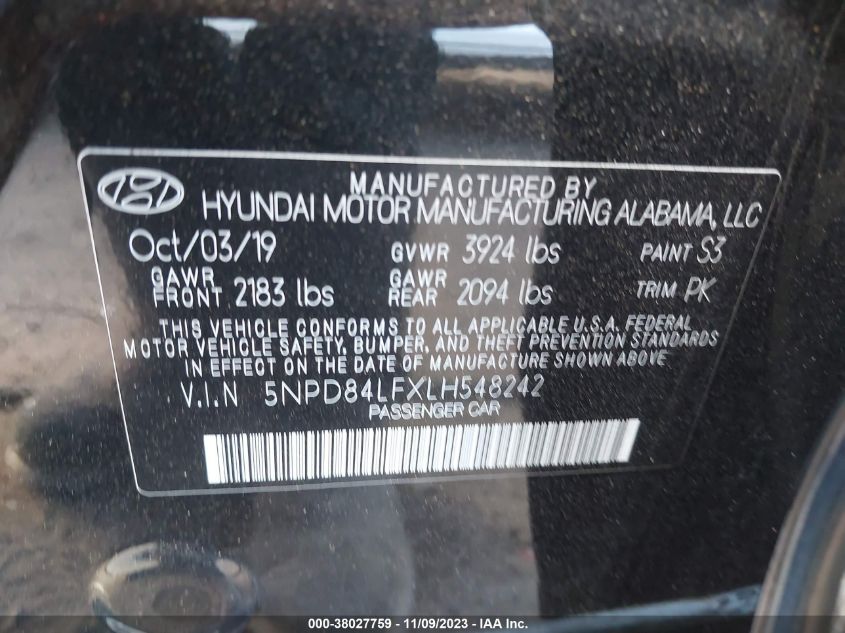 MANUFACTURED BY
HYUNDAI MOTOR MANUFACTURING ALABAMA, LLC
Oct/03/19 GVWR 3924 lbs PAINT S3
GAWR FRONT 2183 lbs GAWR REAR 2094 lbs TRIM PK
THIS VEHICLE CONFORMS TO ALL APPLICABLE U.S.A. FEDERAL
MOTOR VEHICLE SAFETY, BUMPER, AND THEFT PREVENTION STANDARDS
IN EFFECT ON THE DATE OF MANUFACTURE SHOWN ABOVE.
V.I.N 5NPD84LFXLH548242
PASSENGER CAR
000-38027759 - 11/09/2023 - IAA Inc.